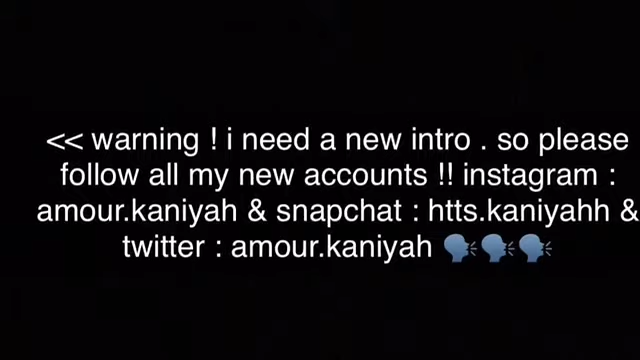 << warning ! i need a new intro . so please
follow all my new accounts !! instagram :
amour.kaniyah & snapchat : htts.kaniyahh &
twitter : amour.kaniyah 🗣🗣🗣